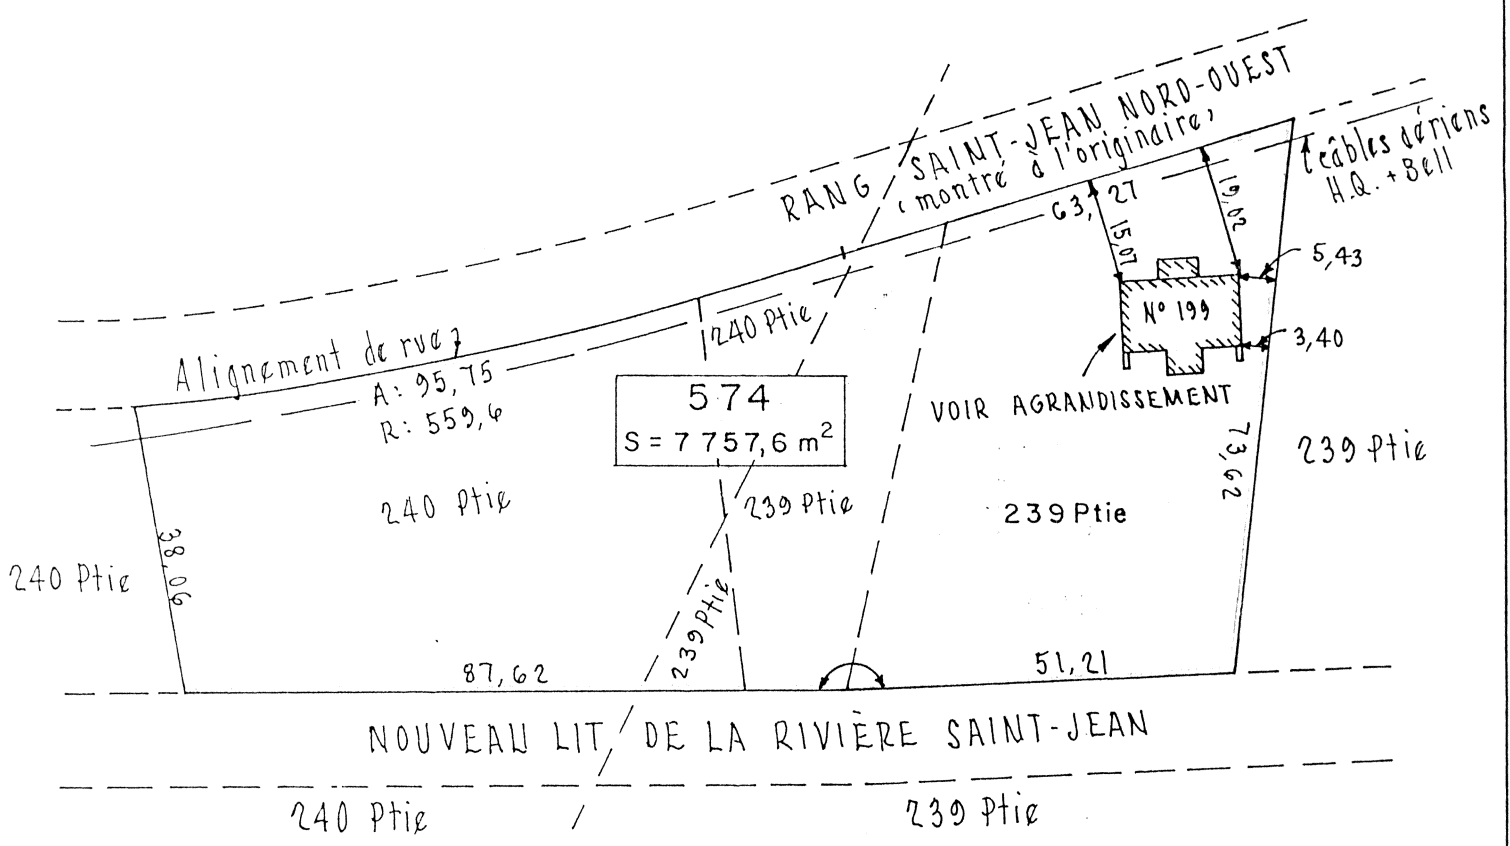 RANG SAINT-JEAN NORD-OUEST
(montré à l'originaire)
câbles aériens
H.Q. + Bell
63,27
19,02
15,07
5,43
Nº 199
3,40
240 Ptie
Alignement de rue
A: 95,75
R: 559,6
574
S = 7 757,6 m²
VOIR AGRANDISSEMENT
73,62
239 Ptie
240 Ptie
239 Ptie
239 Ptie
38,06
240 Ptie
239 Ptie
87,62
51,21
NOUVEAU LIT DE LA RIVIÈRE SAINT-JEAN
240 Ptie
239 Ptie